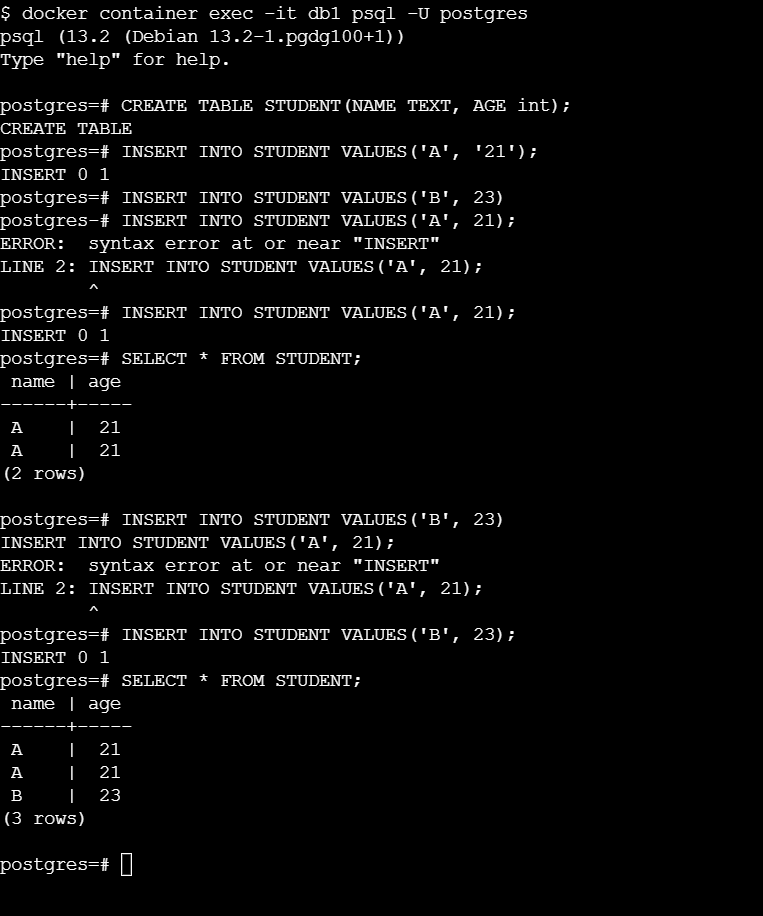 $ docker container exec -it db1 psql -U postgres
psql (13.2 (Debian 13.2-1.pgdg100+1))
Type "help" for help.

postgres=# CREATE TABLE STUDENT(NAME TEXT, AGE int);
CREATE TABLE
postgres=# INSERT INTO STUDENT VALUES('A', '21');
INSERT 0 1
postgres=# INSERT INTO STUDENT VALUES('B', 23)
postgres-# INSERT INTO STUDENT VALUES('A', 21);
ERROR:  syntax error at or near "INSERT"
LINE 2: INSERT INTO STUDENT VALUES('A', 21);
        ^
postgres=# INSERT INTO STUDENT VALUES('A', 21);
INSERT 0 1
postgres=# SELECT * FROM STUDENT;
 name | age
------+-----
 A    |  21
 A    |  21
(2 rows)

postgres=# INSERT INTO STUDENT VALUES('B', 23)
INSERT INTO STUDENT VALUES('A', 21);
ERROR:  syntax error at or near "INSERT"
LINE 2: INSERT INTO STUDENT VALUES('A', 21);
        ^
postgres=# INSERT INTO STUDENT VALUES('B', 23);
INSERT 0 1
postgres=# SELECT * FROM STUDENT;
 name | age
------+-----
 A    |  21
 A    |  21
 B    |  23
(3 rows)

postgres=#